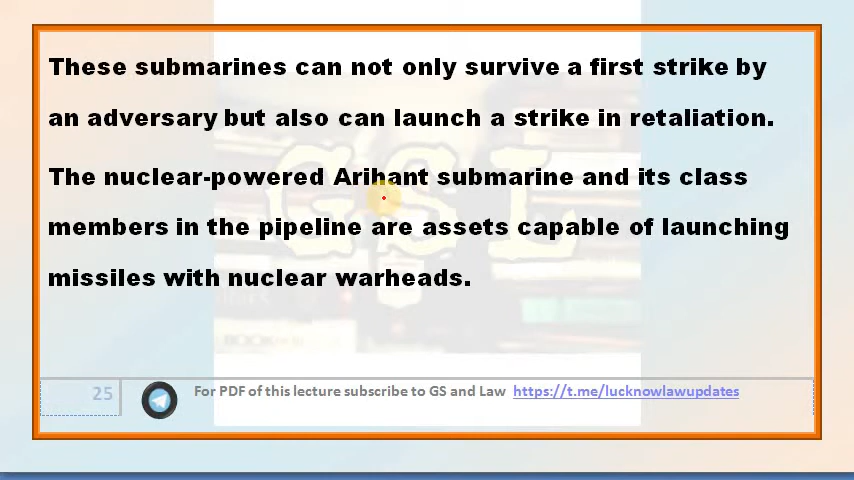 These submarines can not only survive a first strike by
an adversary but also can launch a strike in retaliation.
The nuclear-powered Arihant submarine and its class
members in the pipeline are assets capable of launching
missiles with nuclear warheads.
GSL
25
For PDF of this lecture subscribe to GS and Law https://t.me/lucknowlawupdates